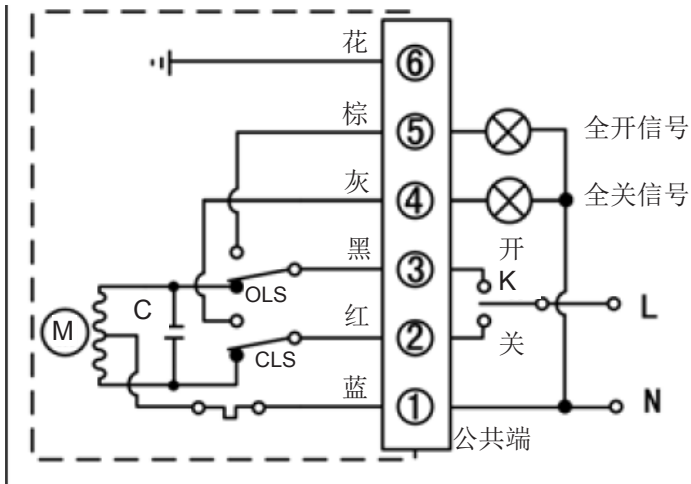 花 ⑥
棕 ⑤ 全开信号
灰 ④ 全关信号
黑 ③ 开
K
OLS
C
L
M
红 ② 关
CLS
蓝 ① N
公共端